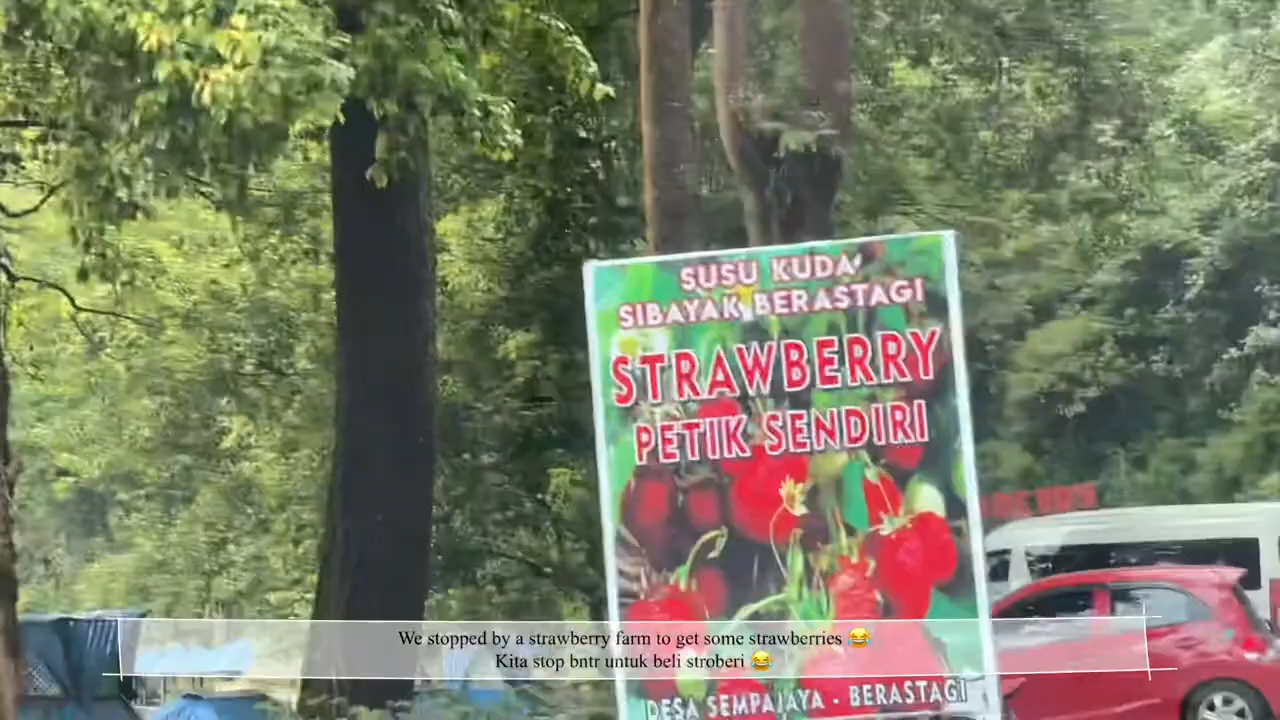 SUSU KUDA
SIBAYAK BERASTAGI
STRAWBERRY
PETIK SENDIRI
DESA SEMPAJAYA - BERASTAGI
We stopped by a strawberry farm to get some strawberries 😂
Kita stop bntr untuk beli stroberi 😂